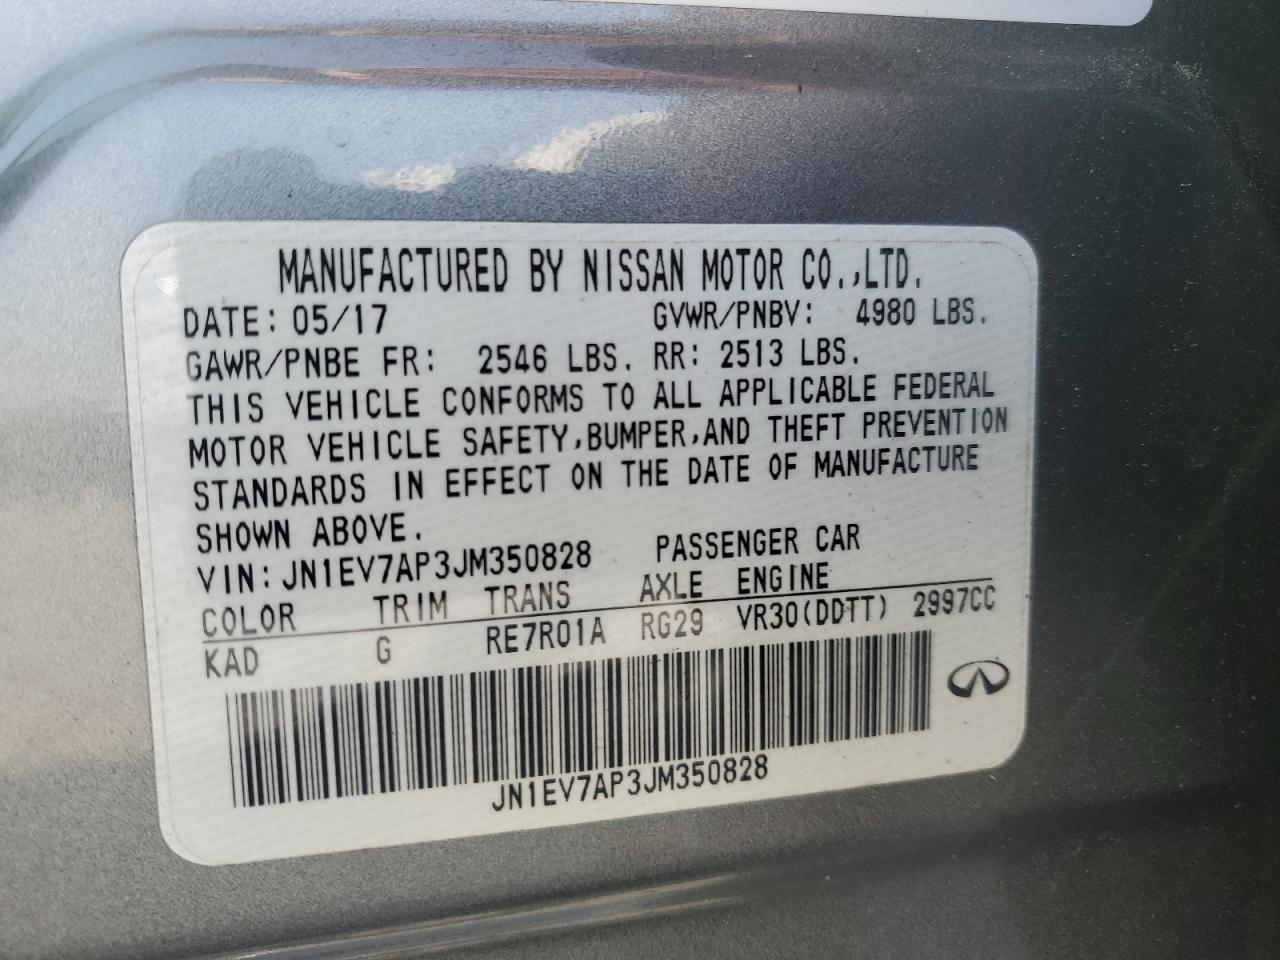 MANUFACTURED BY NISSAN MOTOR CO.,LTD.
DATE: 05/17 GVWR/PNBV: 4980 LBS.
GAWR/PNBE FR: 2546 LBS. RR: 2513 LBS.
THIS VEHICLE CONFORMS TO ALL APPLICABLE FEDERAL
MOTOR VEHICLE SAFETY,BUMPER,AND THEFT PREVENTION
STANDARDS IN EFFECT ON THE DATE OF MANUFACTURE
SHOWN ABOVE.
VIN: JN1EV7AP3JM350828 PASSENGER CAR
COLOR TRIM TRANS AXLE ENGINE
KAD G RE7R01A RG29 VR30(DDTT) 2997CC
JN1EV7AP3JM350828